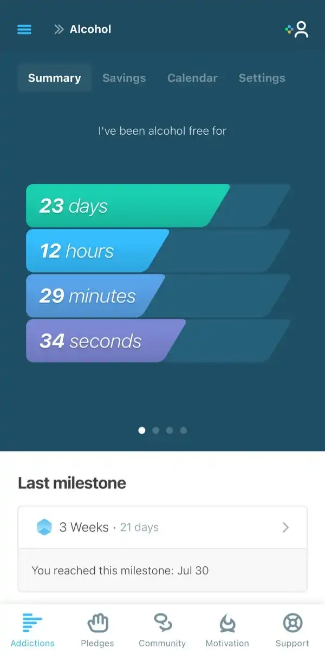 Alcohol
Summary Savings Calendar Settings
I've been alcohol free for
23 days
12 hours
29 minutes
34 seconds
Last milestone
3 Weeks • 21 days
You reached this milestone: Jul 30
Addictions Pledges Community Motivation Support